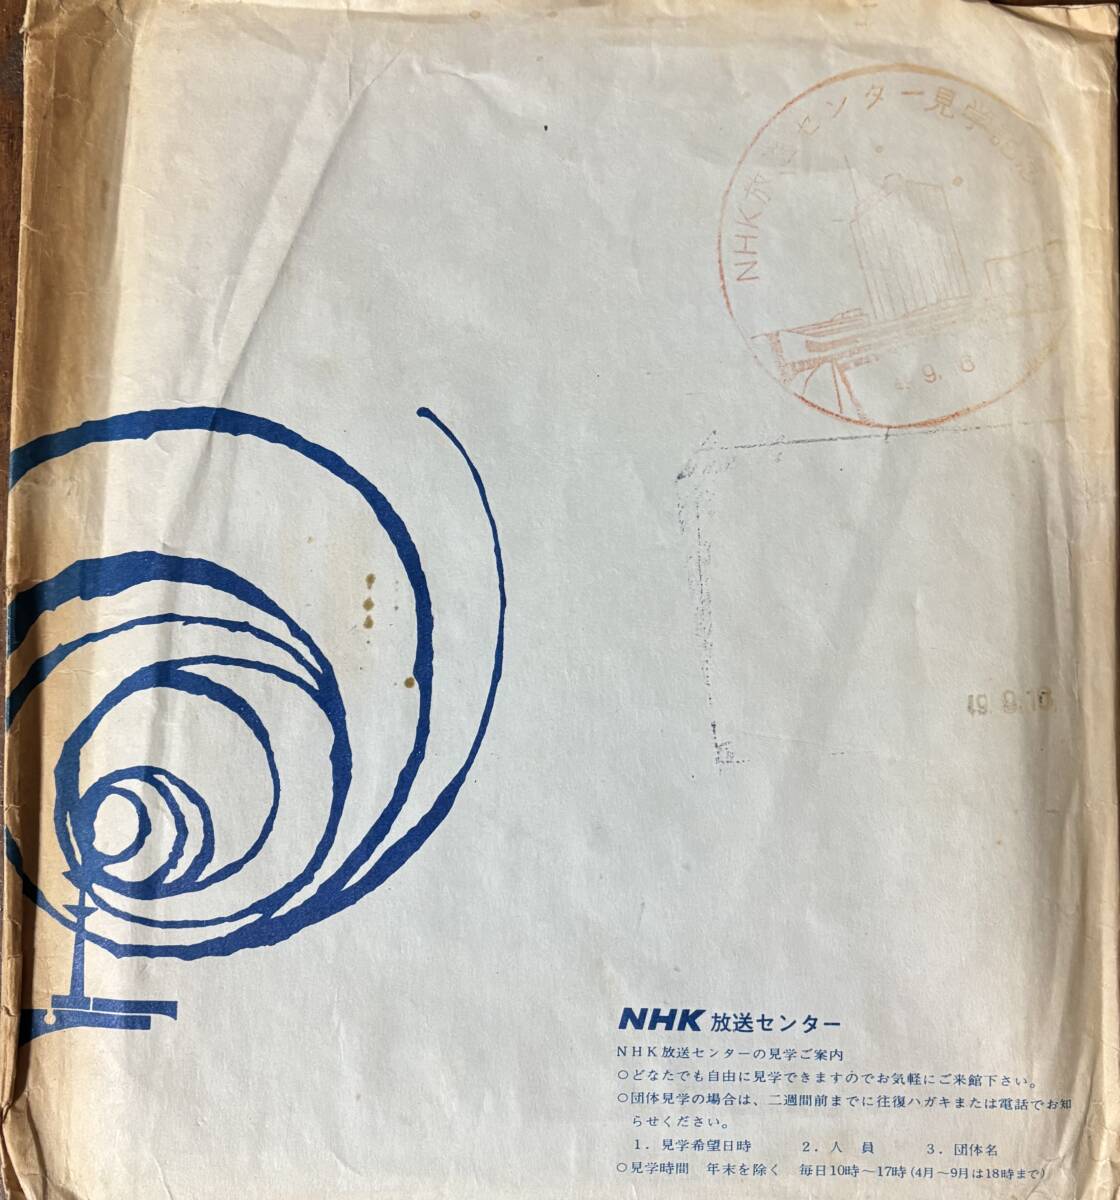 NHK放送センター見学
9. 6
49. 9.10
NHK 放送センター
NHK放送センターの見学ご案内
○どなたでも自由に見学できますのでお気軽にご来館下さい。
○団体見学の場合は、二週間前までに往復ハガキまたは電話でお知
らせください。
1. 見学希望日時 2. 人 員 3. 団体名
○見学時間 年末を除く 毎日10時〜17時(4月〜9月は18時まで)